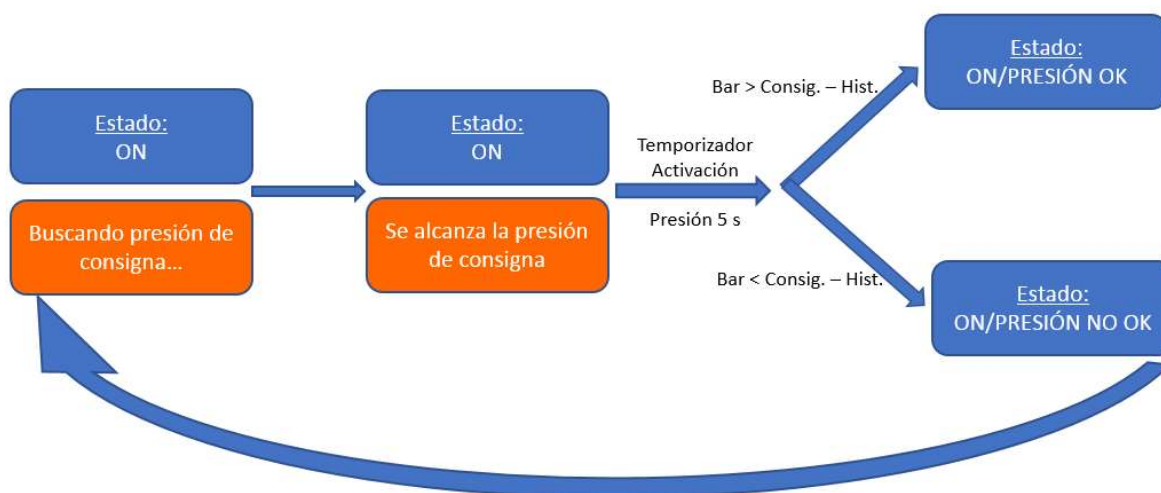 Estado:
ON
Buscando presión de
consigna...
Estado:
ON
Se alcanza la presión
de consigna
Temporizador
Activación
Presión 5 s
Bar > Consig. – Hist.
Bar < Consig. – Hist.
Estado:
ON/PRESIÓN OK
Estado:
ON/PRESIÓN NO OK